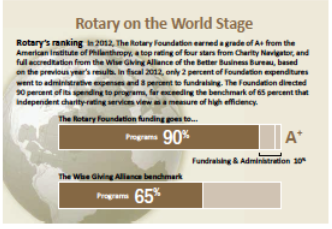 Rotary on the World Stage
Rotary's ranking In 2012, The Rotary Foundation earned a grade of A+ from the
American Institute of Philanthropy, a top rating of four stars from Charity Navigator, and
full accreditation from the Wise Giving Alliance of the Better Business Bureau, based
on the previous year's results. In fiscal 2012, only 2 percent of Foundation expenditures
went to administrative expenses and 8 percent to fundraising. The Foundation directed
90 percent of its spending to programs, far exceeding the benchmark of 65 percent that
independent charity-rating services view as a measure of high efficiency.
The Rotary Foundation funding goes to...
Programs 90% A+
Fundraising & Administration 10%
The Wise Giving Alliance benchmark
Programs 65%